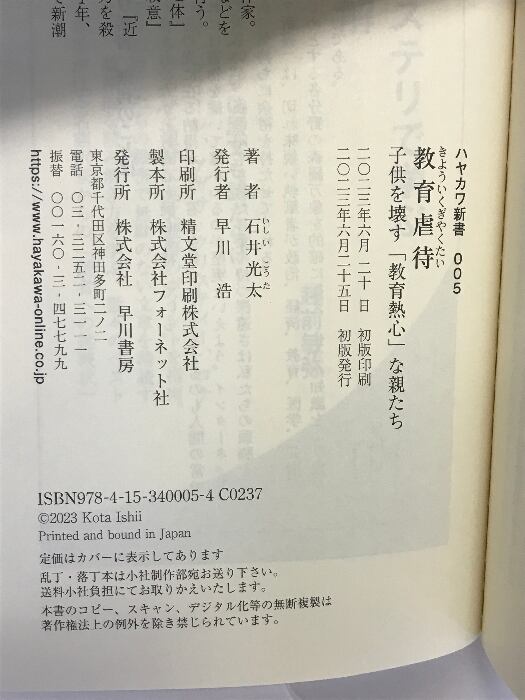 ハヤカワ新書 005
教育虐待
きょういくぎゃくたい
子供を壊す「教育熱心」な親たち
二〇二三年六月 二十 日 初版印刷
二〇二三年六月二十五日 初版発行
著 者 石井光太
いしい こうた
発行者 早川 浩
印刷所 精文堂印刷株式会社
製本所 株式会社フォーネット社
発行所 株式会社 早川書房
東京都千代田区神田多町二ノ二
電話 〇三-三二五二-三一一一
振替 〇〇一六〇-三-四七七九九
https://www.hayakawa-online.co.jp
ISBN978-4-15-340005-4 C0237
©2023 Kota Ishii
Printed and bound in Japan
定価はカバーに表示してあります
乱丁・落丁本は小社制作部宛お送り下さい。
送料小社負担にてお取りかえいたします。
本書のコピー、スキャン、デジタル化等の無断複製は
著作権法上の例外を除き禁じられています。